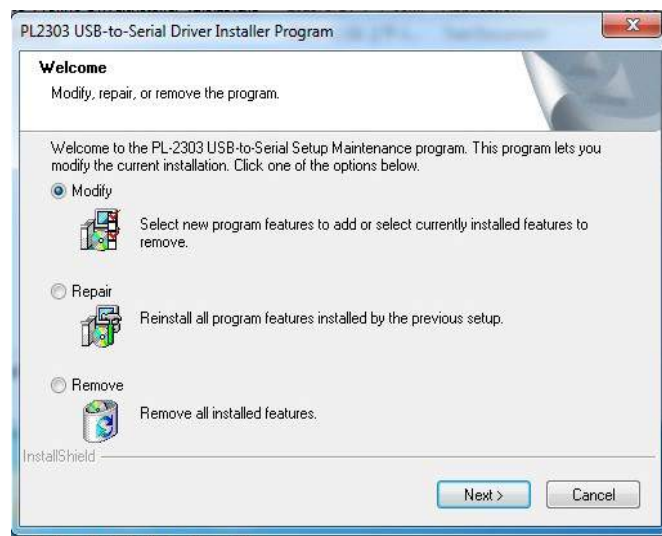 PL2303 USB-to-Serial Driver Installer Program
Welcome
Modify, repair, or remove the program.
Welcome to the PL-2303 USB-to-Serial Setup Maintenance program. This program lets you
modify the current installation. Click one of the options below.
Modify
Select new program features to add or select currently installed features to
remove.
Repair
Reinstall all program features installed by the previous setup.
Remove
Remove all installed features.
InstallShield
Next >
Cancel